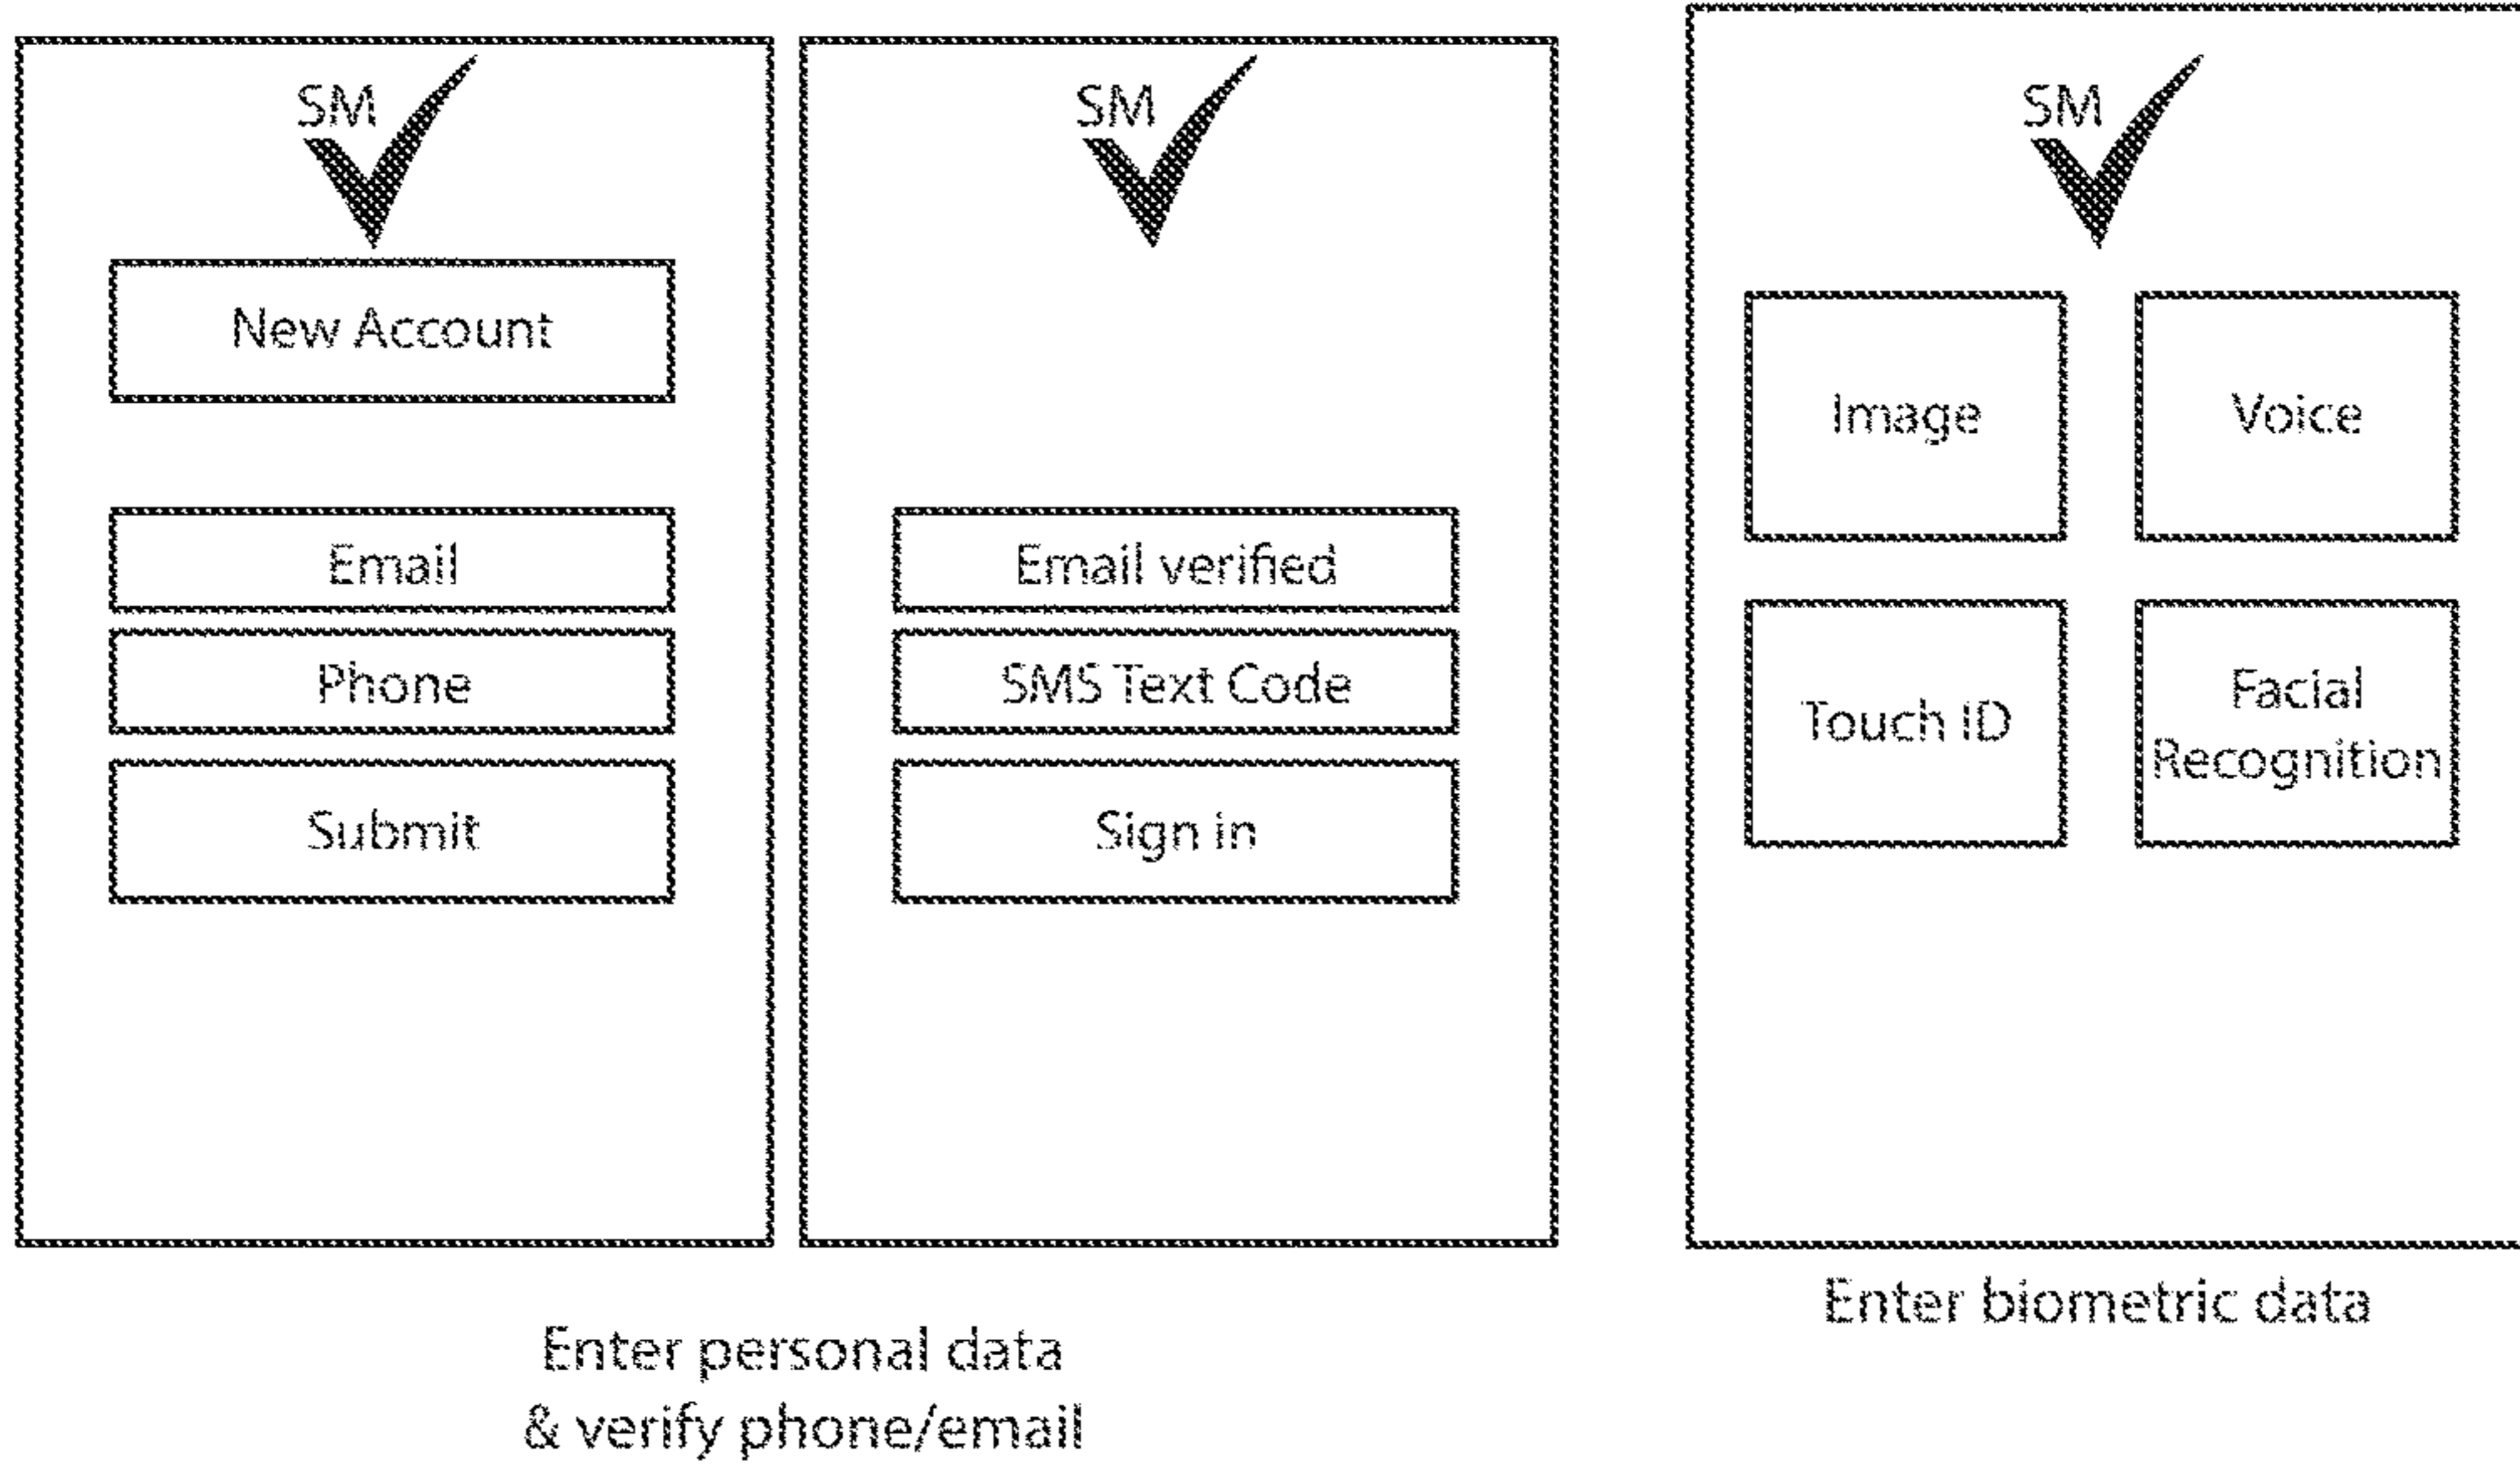 SM
New Account
Email
Phone
Submit
SM
Email verified
SMS Text Code
Sign in
Enter personal data
& verify phone/email
SM
Image
Voice
Touch ID
Facial
Recognition
Enter biometric data